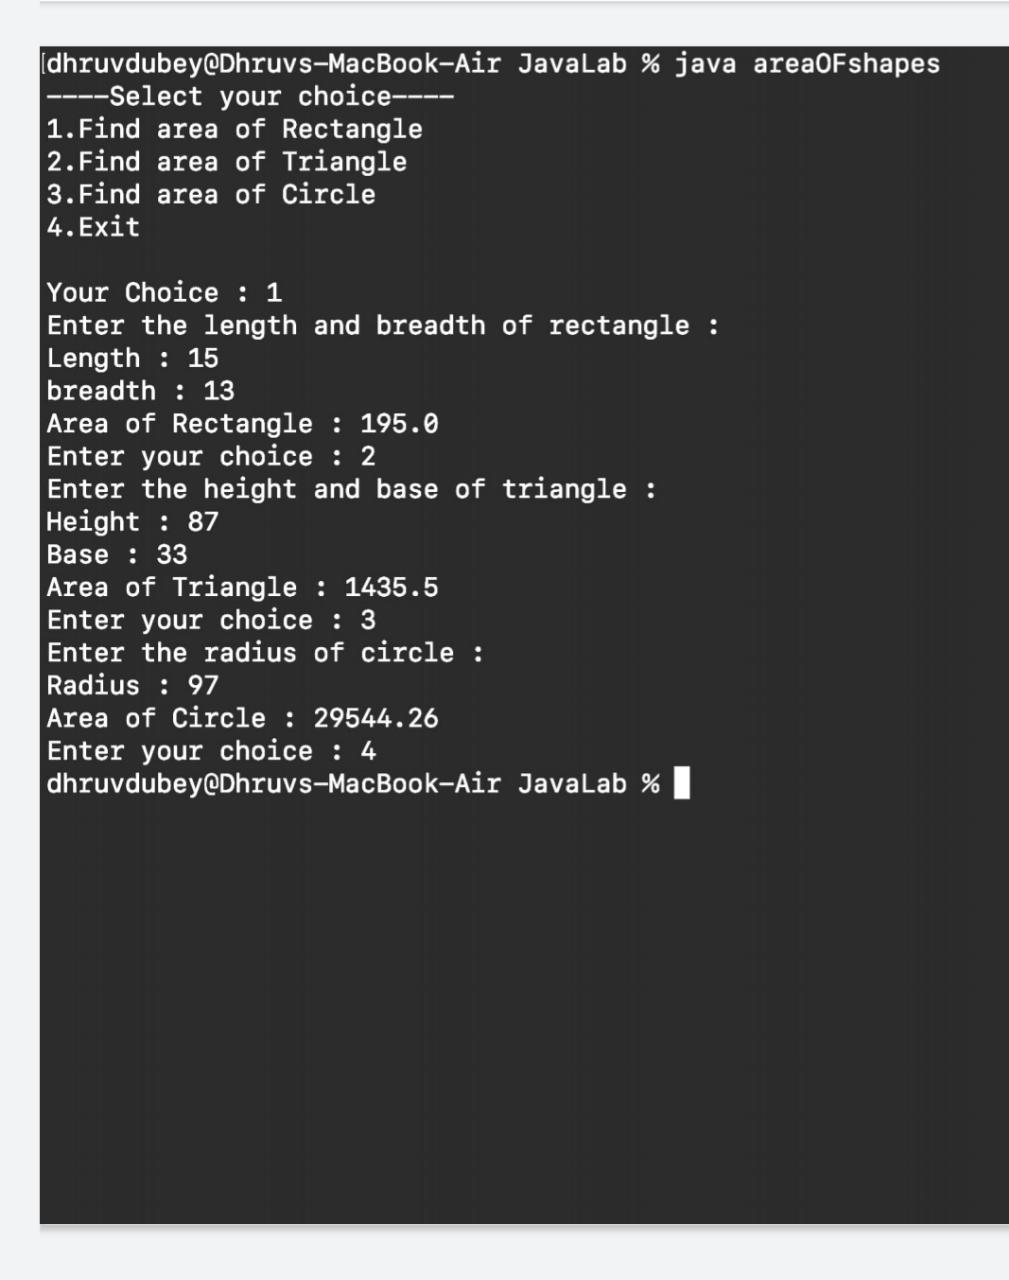 [dhruvdubey@Dhruvs-MacBook-Air JavaLab % java areaOFshapes
----Select your choice----
1.Find area of Rectangle
2.Find area of Triangle
3.Find area of Circle
4.Exit

Your Choice : 1
Enter the length and breadth of rectangle :
Length : 15
breadth : 13
Area of Rectangle : 195.0
Enter your choice : 2
Enter the height and base of triangle :
Height : 87
Base : 33
Area of Triangle : 1435.5
Enter your choice : 3
Enter the radius of circle :
Radius : 97
Area of Circle : 29544.26
Enter your choice : 4
dhruvdubey@Dhruvs-MacBook-Air JavaLab %